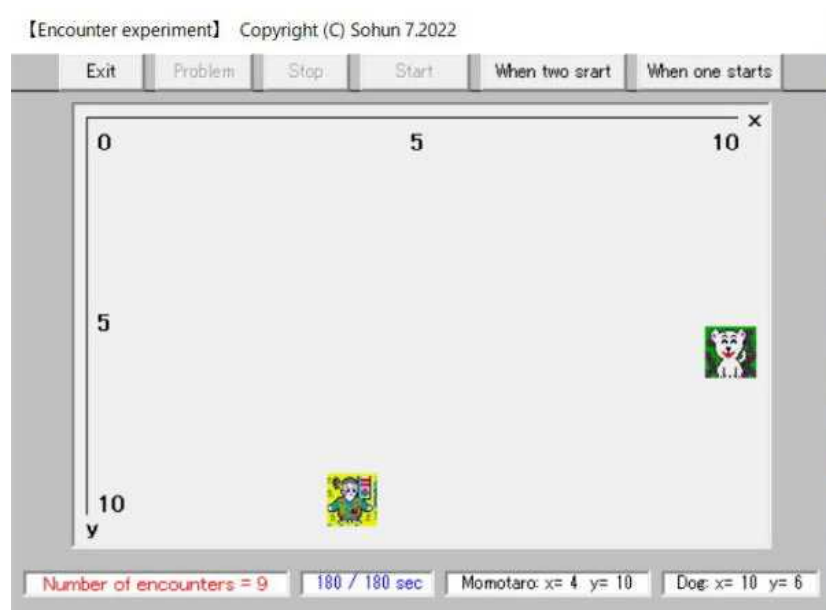 【Encounter experiment】 Copyright (C) Sohun 7.2022
Exit Problem Stop Start When two srart When one starts
x
0 5 10
5
10
y
Number of encounters = 9 180 / 180 sec Momotaro: x= 4 y= 10 Dog: x= 10 y= 6